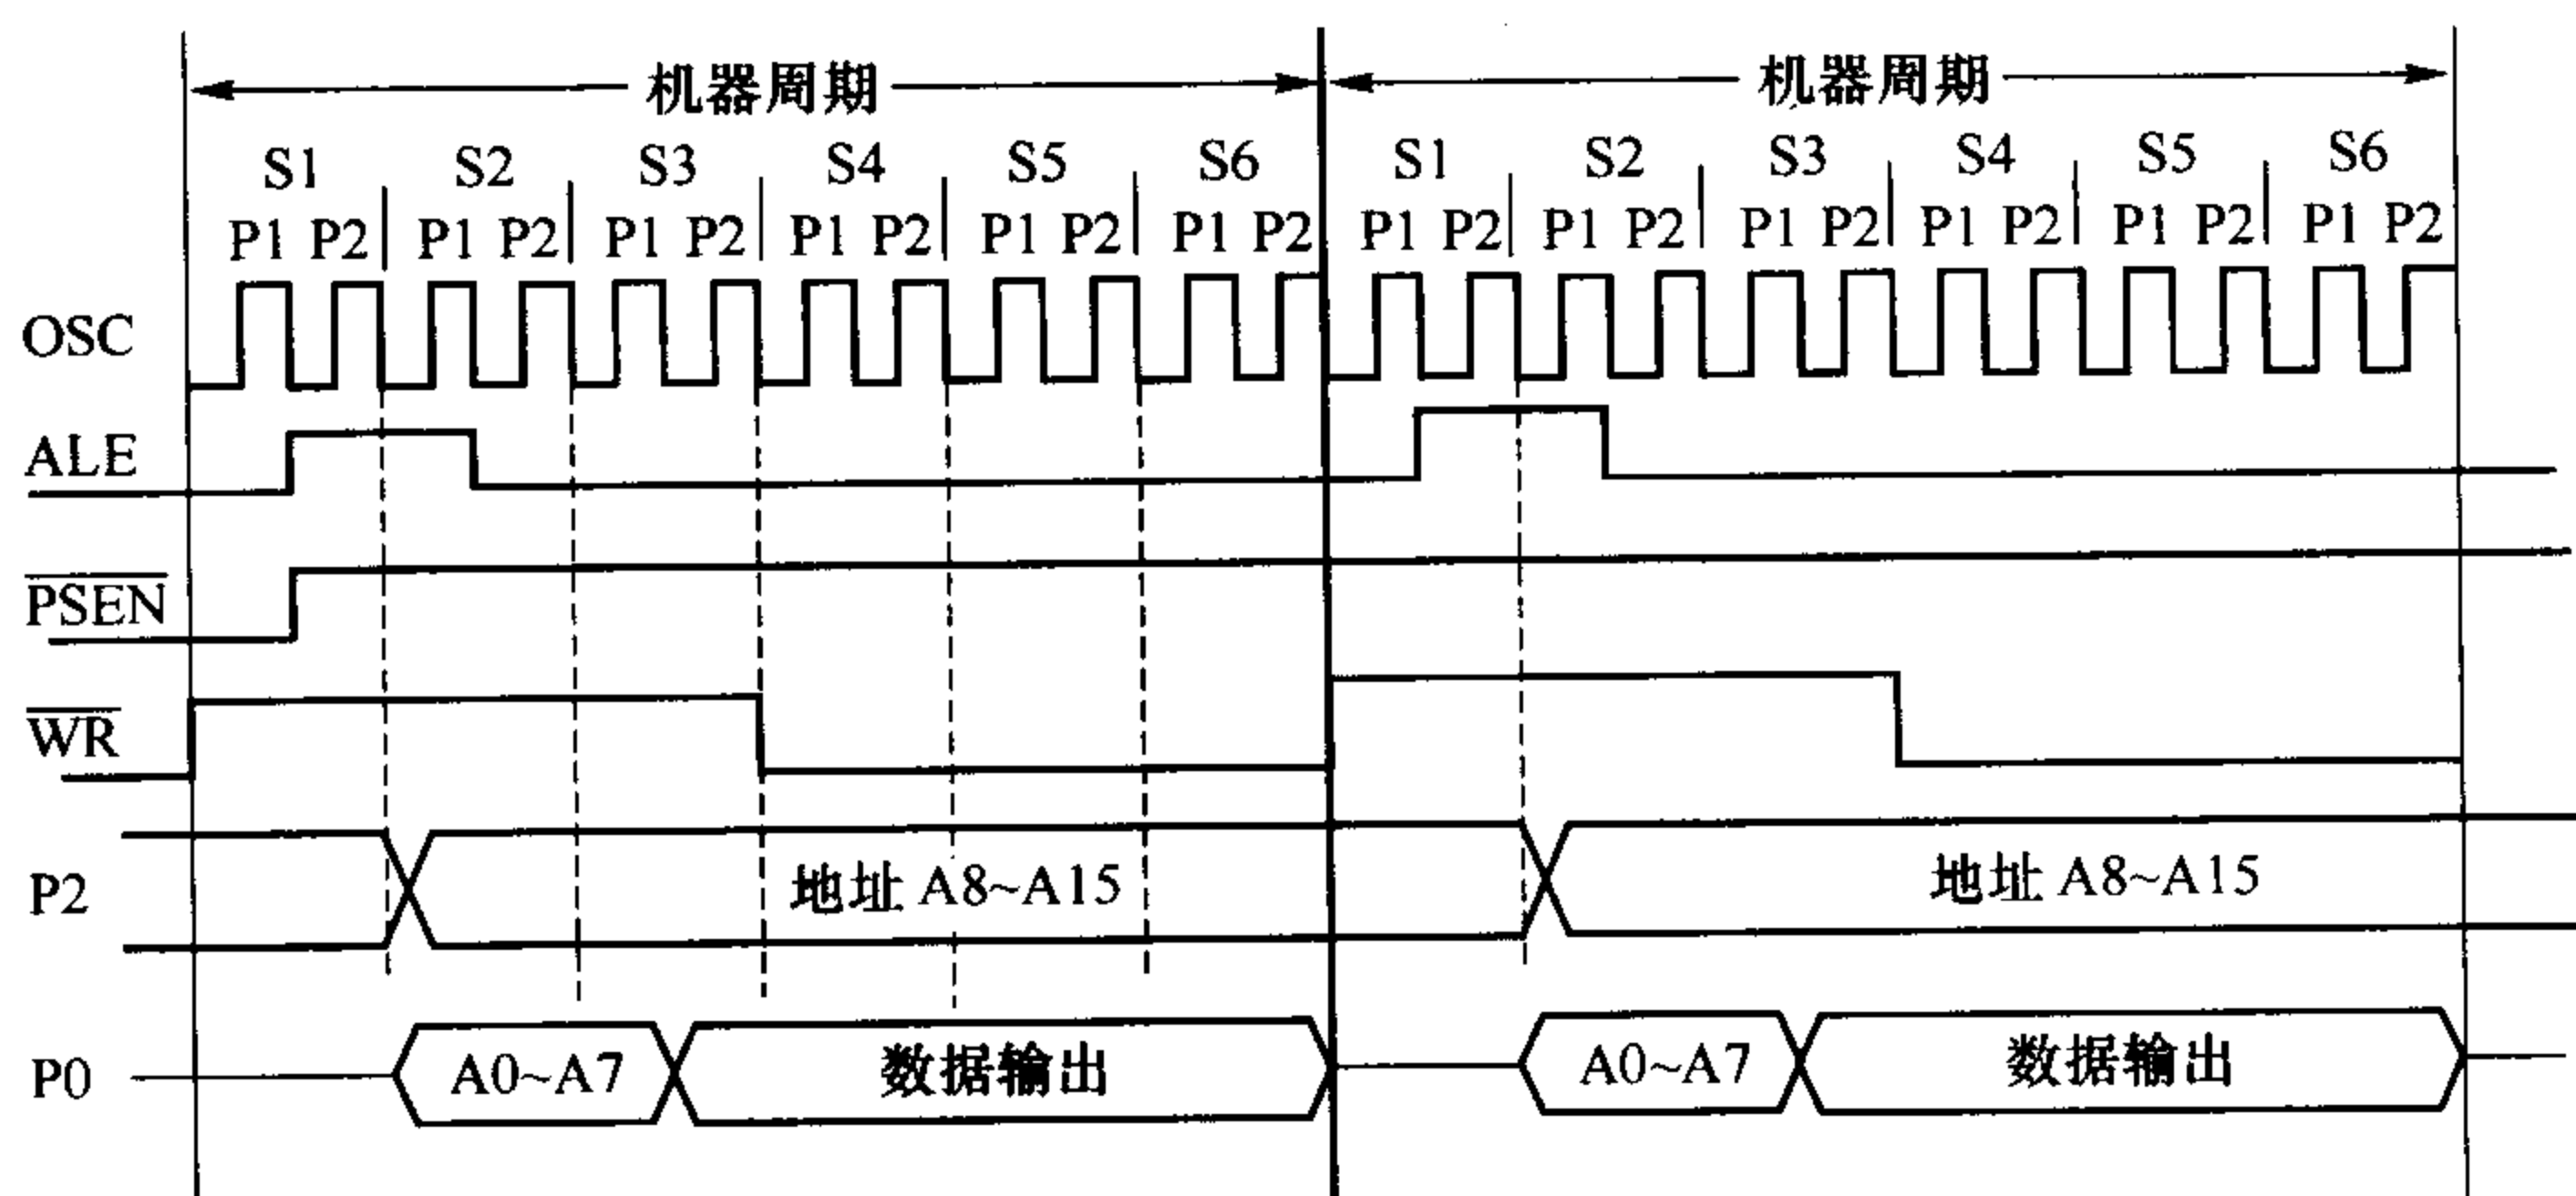 机器周期 机器周期
S1 S2 S3 S4 S5 S6 S1 S2 S3 S4 S5 S6
P1 P2 P1 P2 P1 P2 P1 P2 P1 P2 P1 P2 P1 P2 P1 P2 P1 P2 P1 P2 P1 P2 P1 P2
OSC
ALE
PSEN
WR
P2 地址 A8~A15 地址 A8~A15
P0 A0~A7 数据输出 A0~A7 数据输出